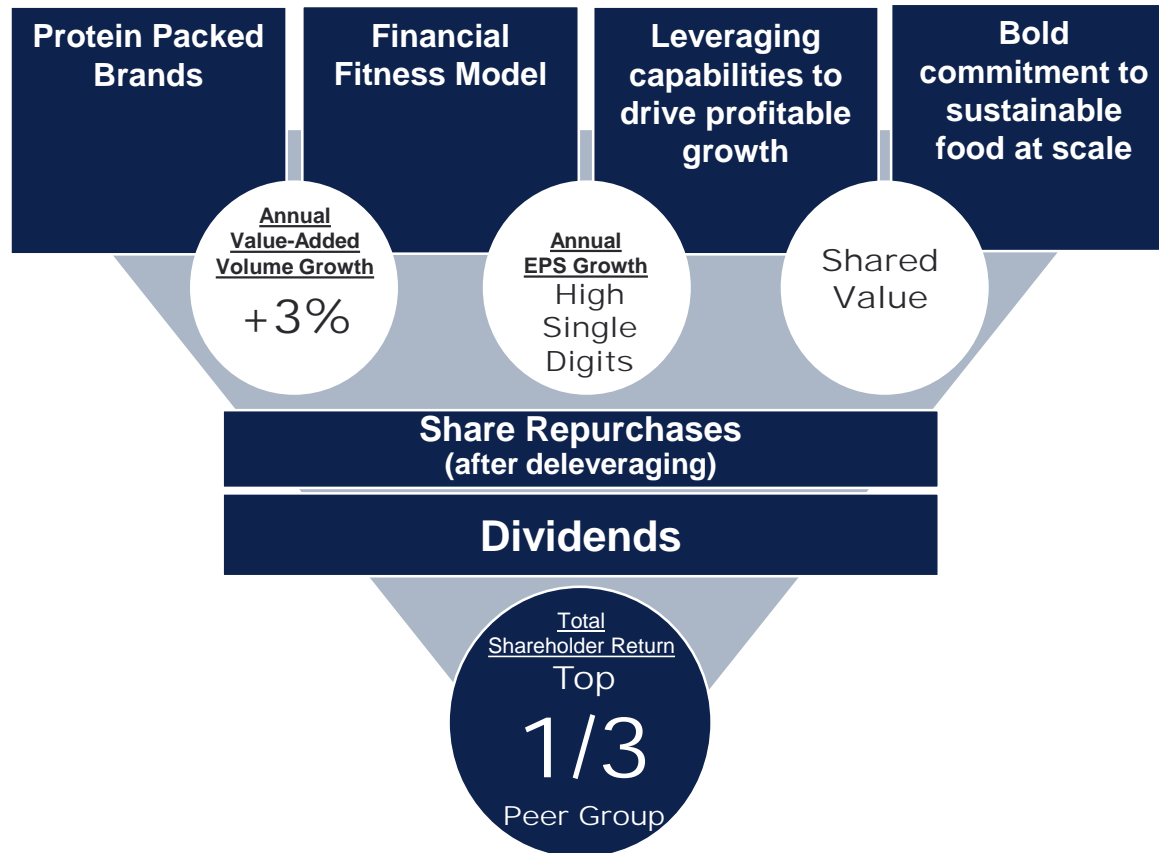 Protein Packed
Brands
Financial
Fitness Model
Leveraging
capabilities to
drive profitable
growth
Bold
commitment to
sustainable
food at scale
Annual
Value-Added
Volume Growth
+3%
Annual
EPS Growth
High
Single
Digits
Shared
Value
Share Repurchases
(after deleveraging)
Dividends
Total
Shareholder Return
Top
1/3
Peer Group